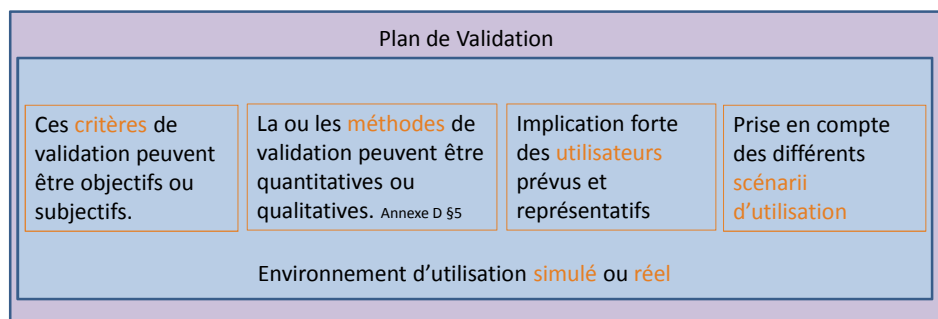 Plan de Validation
Ces critères de
validation peuvent
être objectifs ou
subjectifs.
La ou les méthodes de
validation peuvent être
quantitatives ou
qualitatives. Annexe D §5
Implication forte
des utilisateurs
prévus et
représentatifs
Prise en compte
des différents
scénarii
d’utilisation
Environnement d’utilisation simulé ou réel